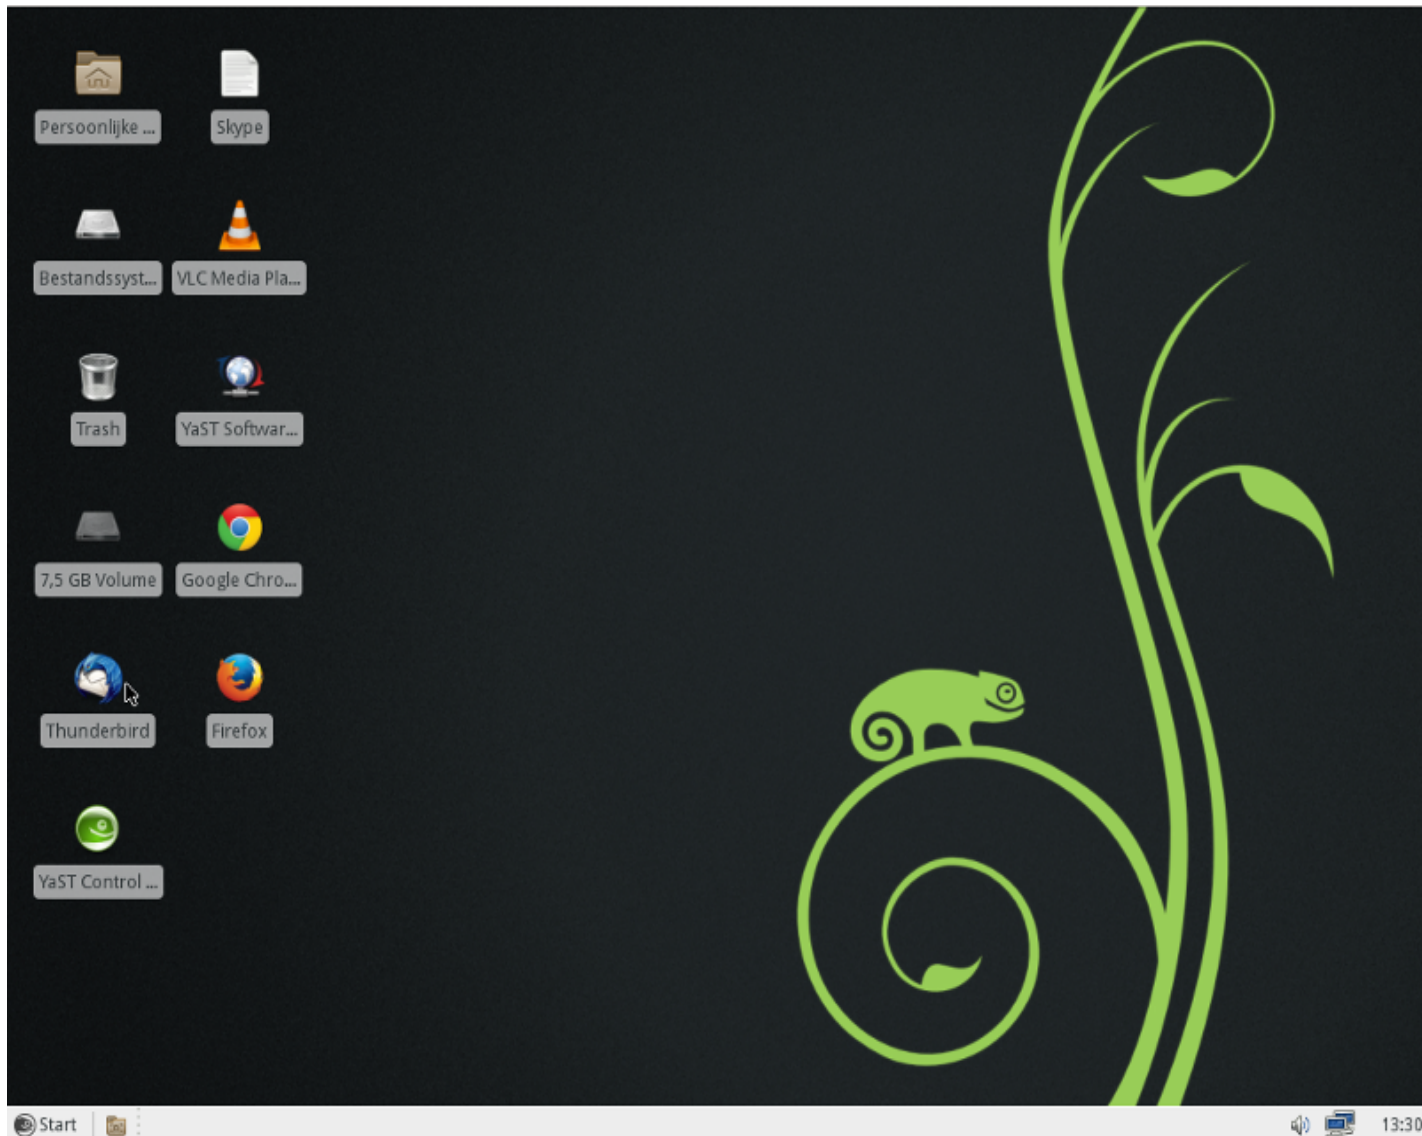 Persoonlijke ...
Skype
Bestandssyst...
VLC Media Pla...
Trash
YaST Softwar...
7,5 GB Volume
Google Chro...
Thunderbird
Firefox
YaST Control ...
Start
13:30